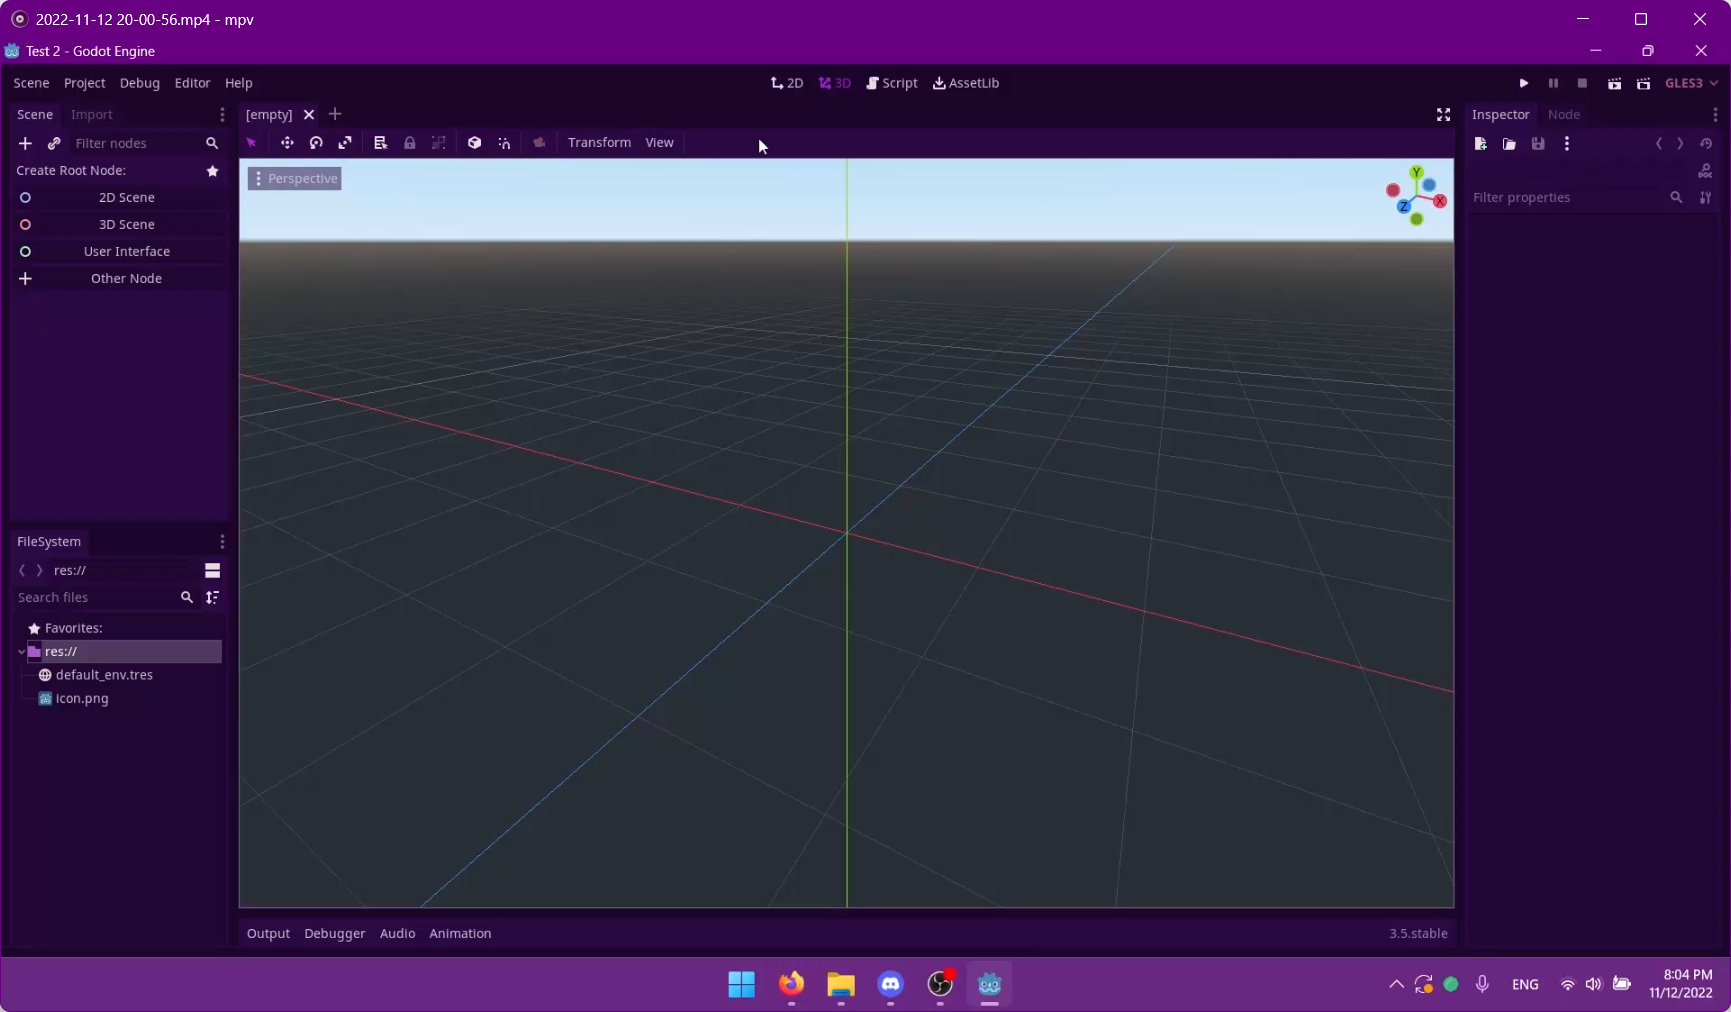 2022-11-12 20-00-56.mp4 - mpv
Test 2 - Godot Engine
Scene Project Debug Editor Help
2D 3D Script AssetLib
GLES3
Scene Import
[empty]
Inspector Node
Filter nodes
Transform View
Create Root Node:
2D Scene
3D Scene
User Interface
Other Node
Perspective
Y
X
Z
DOC
Filter properties
FileSystem
res://
Search files
Favorites:
res://
default_env.tres
icon.png
Output Debugger Audio Animation
3.5.stable
ENG
8:04 PM
11/12/2022